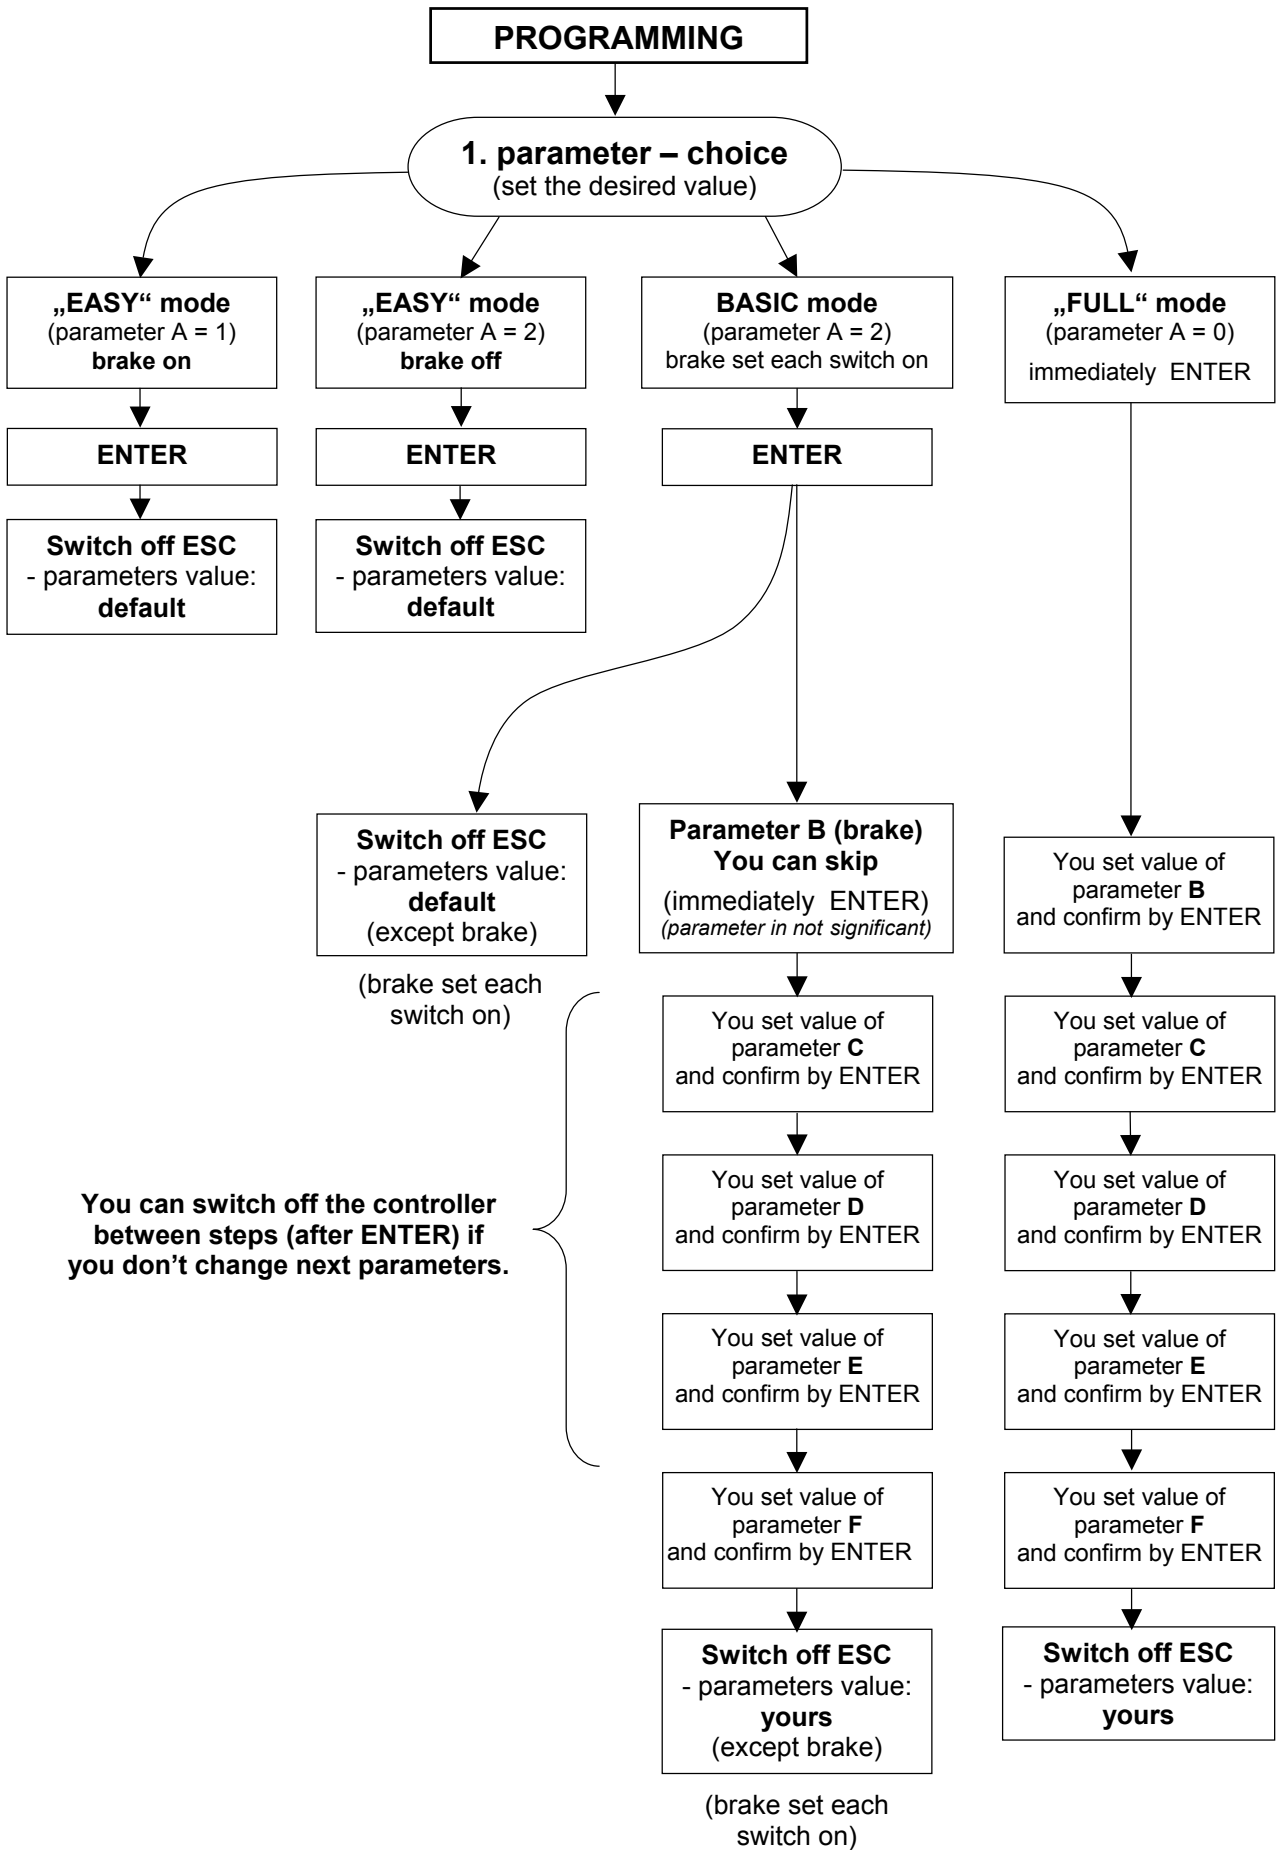 PROGRAMMING
1. parameter – choice
(set the desired value)
„EASY“ mode
(parameter A = 1)
brake on
„EASY“ mode
(parameter A = 2)
brake off
BASIC mode
(parameter A = 2)
brake set each switch on
„FULL“ mode
(parameter A = 0)
immediately ENTER
ENTER
ENTER
ENTER
Switch off ESC
- parameters value:
default
Switch off ESC
- parameters value:
default
Switch off ESC
- parameters value:
default
(except brake)
(brake set each
switch on)
Parameter B (brake)
You can skip
(immediately ENTER)
(parameter in not significant)
You set value of
parameter B
and confirm by ENTER
You set value of
parameter C
and confirm by ENTER
You set value of
parameter C
and confirm by ENTER
You can switch off the controller
between steps (after ENTER) if
you don’t change next parameters.
You set value of
parameter D
and confirm by ENTER
You set value of
parameter D
and confirm by ENTER
You set value of
parameter E
and confirm by ENTER
You set value of
parameter E
and confirm by ENTER
You set value of
parameter F
and confirm by ENTER
You set value of
parameter F
and confirm by ENTER
Switch off ESC
- parameters value:
yours
(except brake)
(brake set each
switch on)
Switch off ESC
- parameters value:
yours